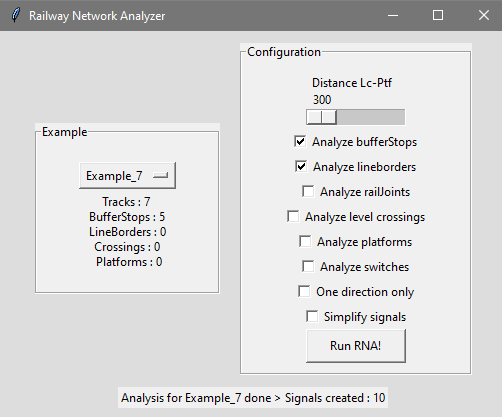 Railway Network Analyzer
Example
Example_7
Tracks : 7
BufferStops : 5
LineBorders : 0
Crossings : 0
Platforms : 0
Configuration
Distance Lc-Ptf
300
Analyze bufferStops
Analyze lineborders
Analyze railJoints
Analyze level crossings
Analyze platforms
Analyze switches
One direction only
Simplify signals
Run RNA!
Analysis for Example_7 done > Signals created : 10